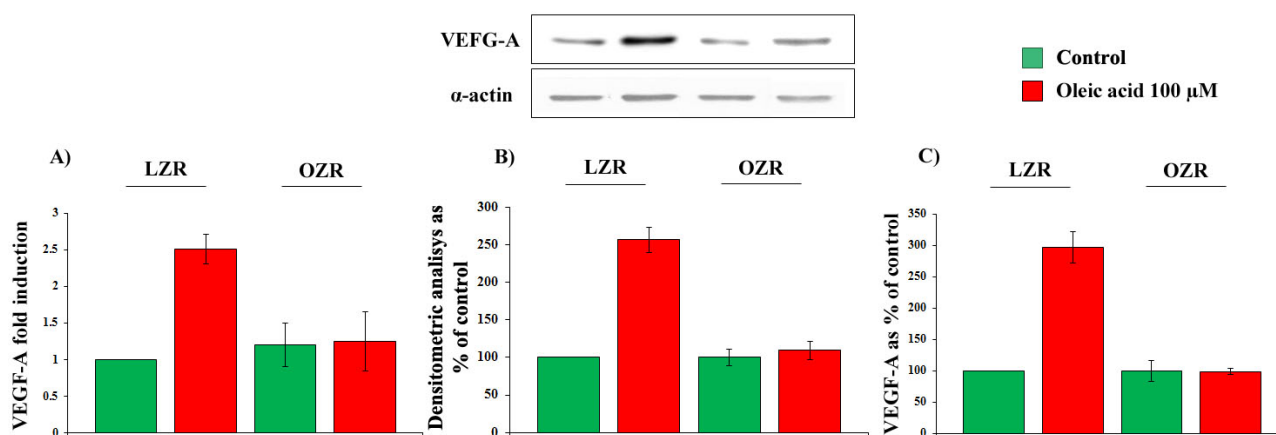 VEFG-A
α-actin
Control
Oleic acid 100 µM
A)
LZR
OZR
VEGF-A fold induction
3
2.5
2
1.5
1
0.5
0
B)
LZR
OZR
Densitometric analisys as
% of control
300
250
200
150
100
50
0
C)
LZR
OZR
VEGF-A as % of control
350
300
250
200
150
100
50
0